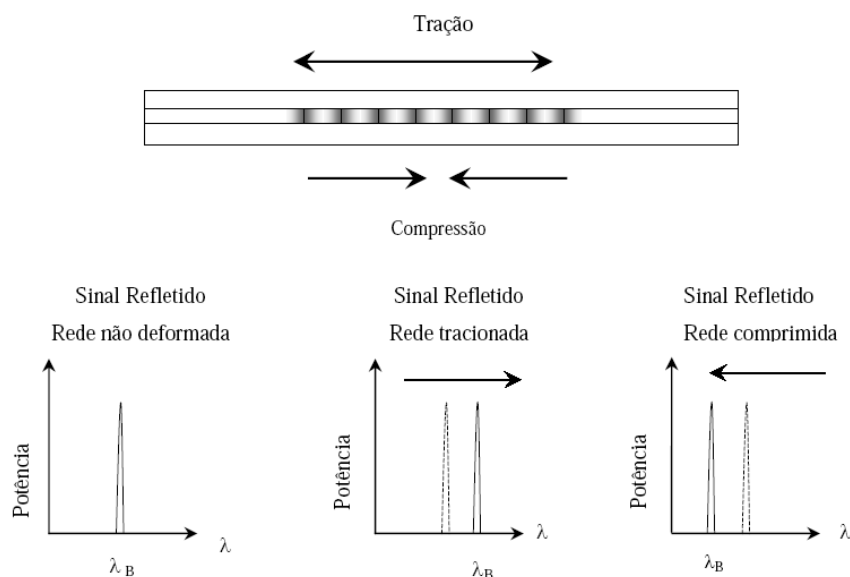 Tração
Compressão
Sinal Refletido
Rede não deformada
Potência
λ
λ B
Sinal Refletido
Rede tracionada
Potência
λ
λB
Sinal Refletido
Rede comprimida
Potência
λ
λB